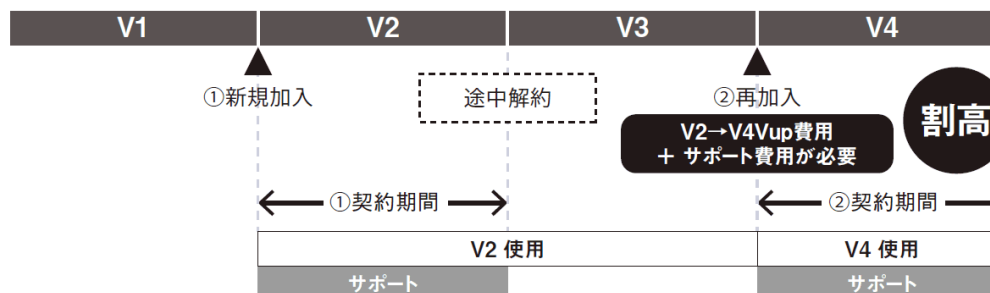 V1 V2 V3 V4
①新規加入
途中解約
②再加入
V2→V4Vup費用
+ サポート費用が必要
割高
①契約期間
②契約期間
V2 使用
V4 使用
サポート
サポート